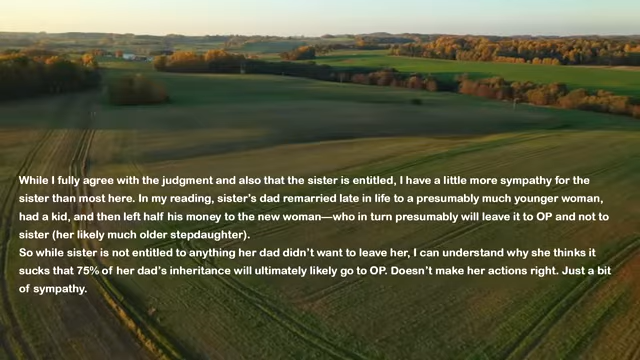 While I fully agree with the judgment and also that the sister is entitled, I have a little more sympathy for the
sister than most here. In my reading, sister’s dad remarried late in life to a presumably much younger woman,
had a kid, and then left half his money to the new woman—who in turn presumably will leave it to OP and not to
sister (her likely much older stepdaughter).
So while sister is not entitled to anything her dad didn’t want to leave her, I can understand why she thinks it
sucks that 75% of her dad’s inheritance will ultimately likely go to OP. Doesn’t make her actions right. Just a bit
of sympathy.